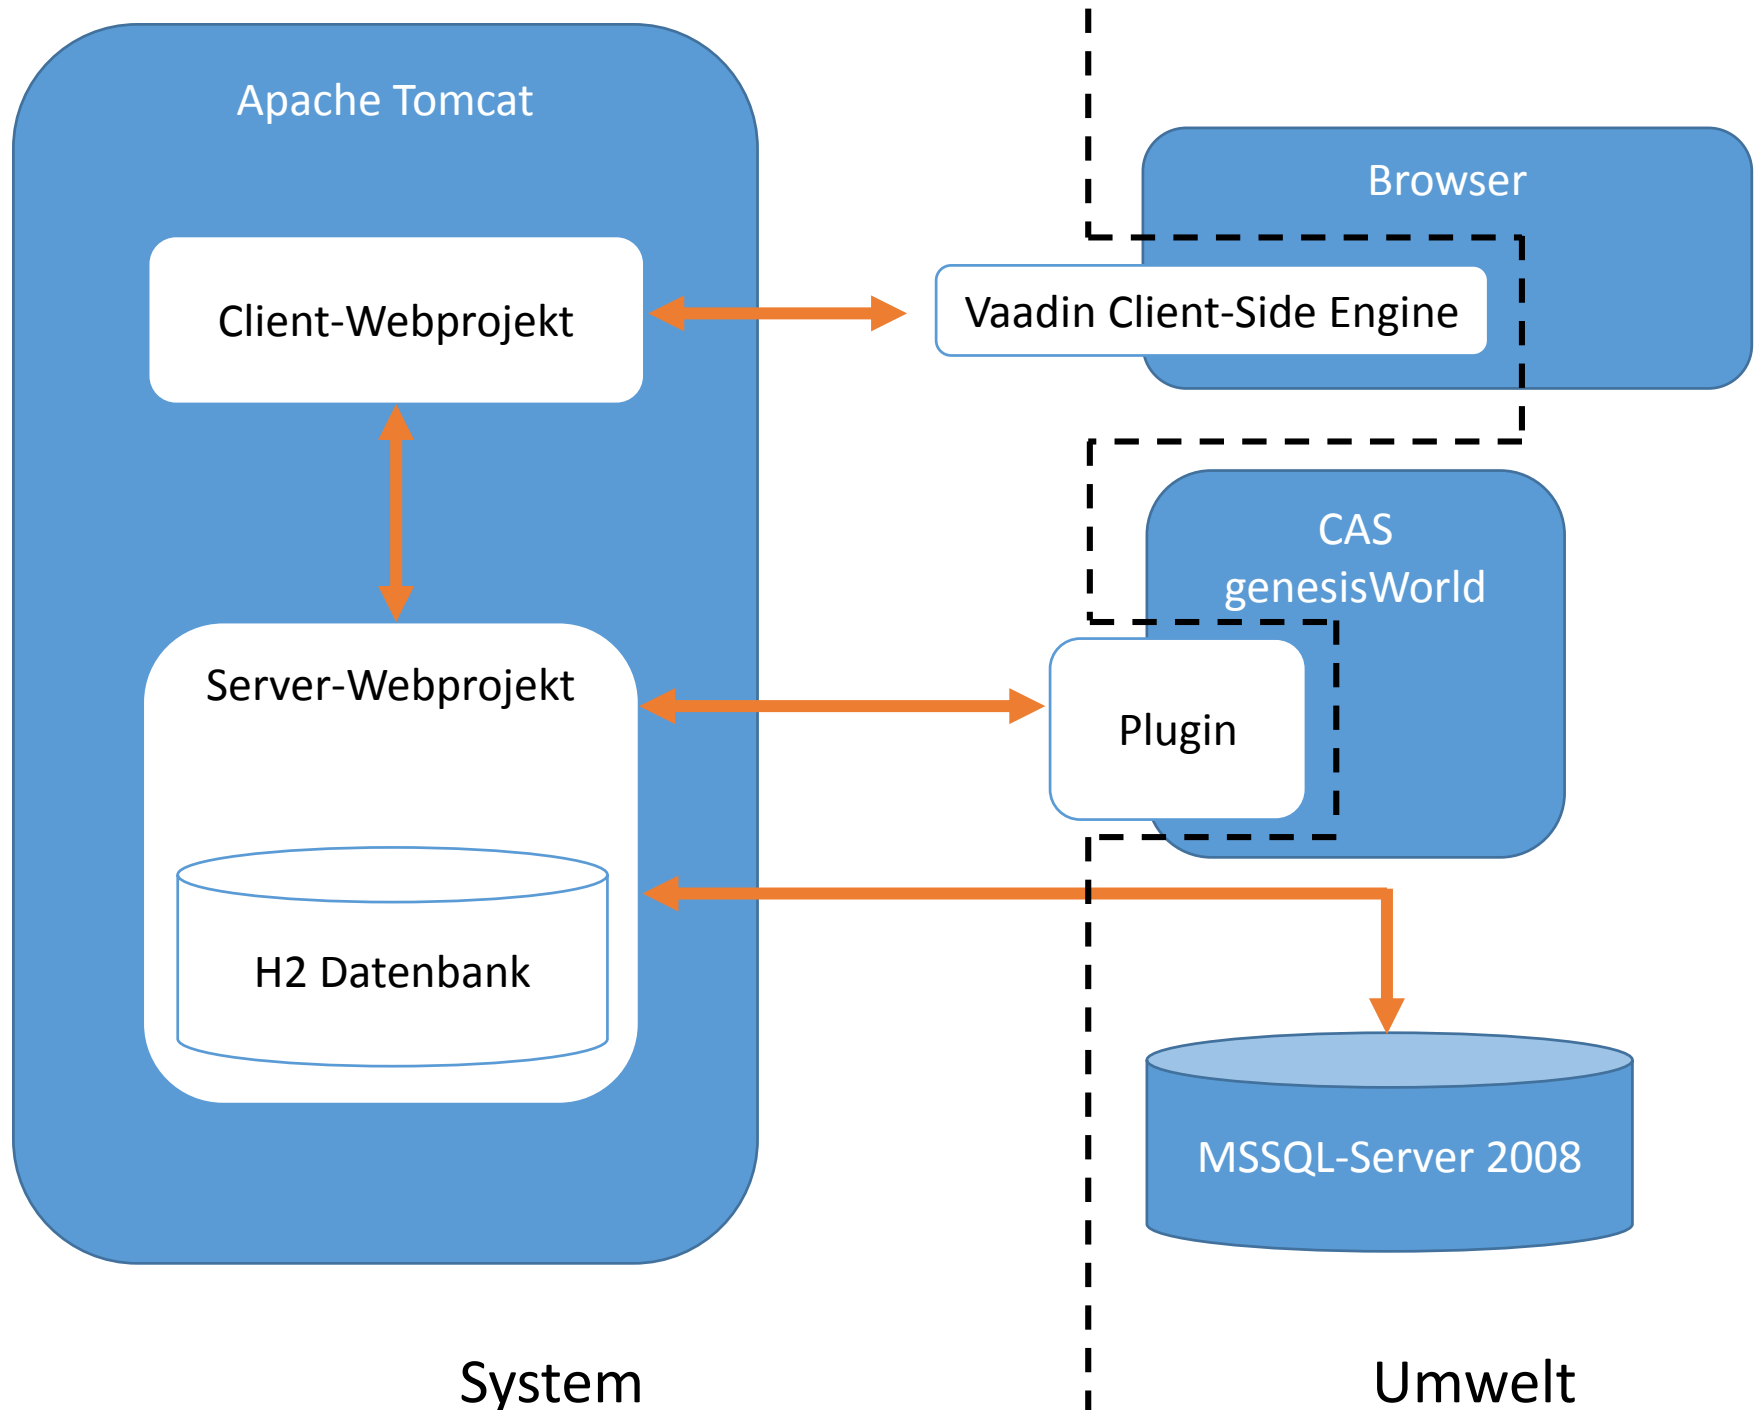 Apache Tomcat
Browser
Client-Webprojekt
Vaadin Client-Side Engine
CAS
genesisWorld
Server-Webprojekt
Plugin
H2 Datenbank
MSSQL-Server 2008
System
Umwelt